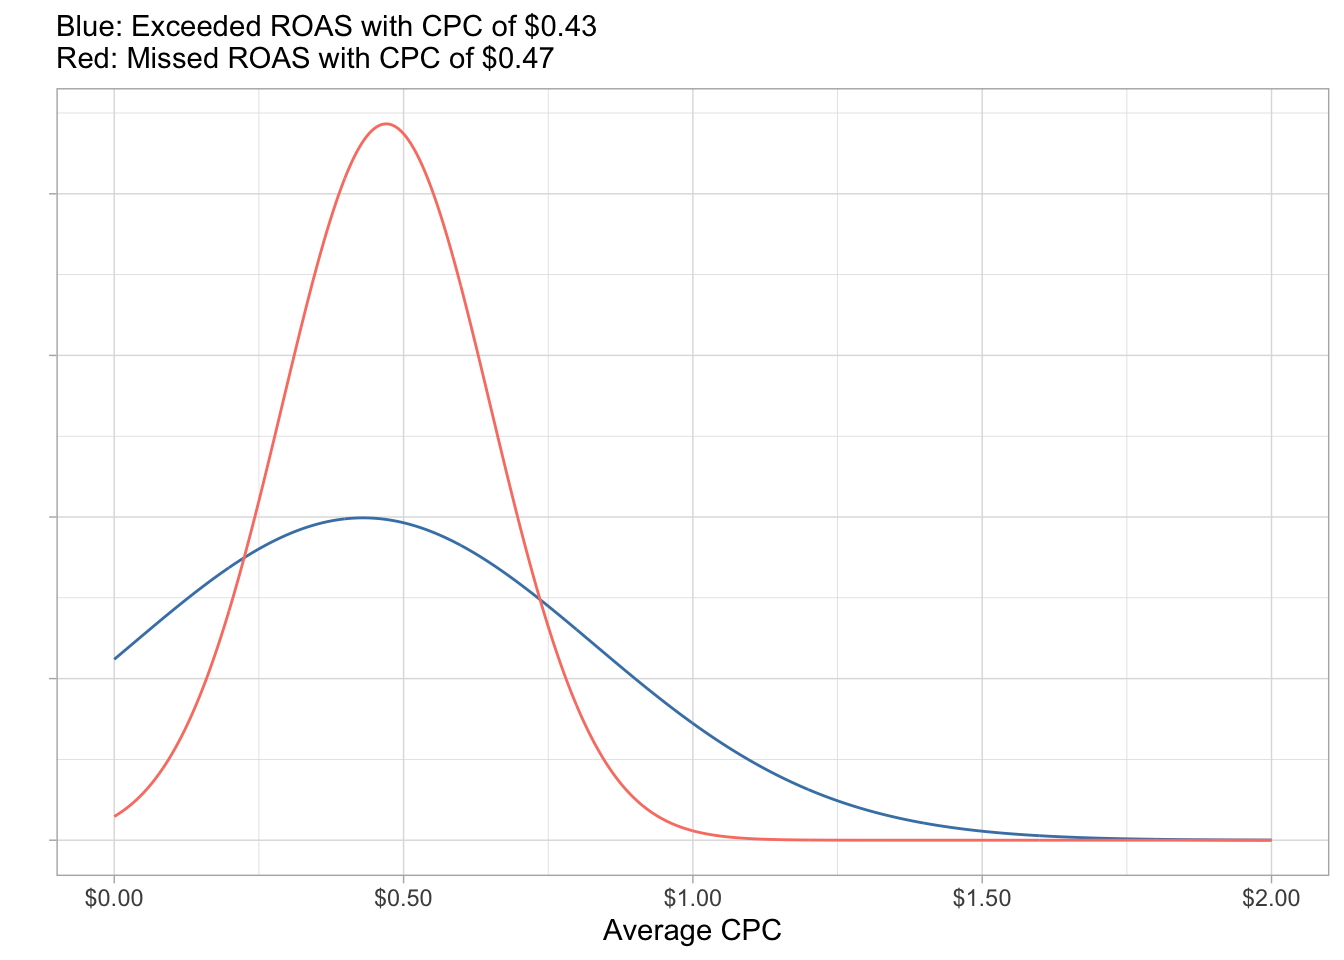 Blue: Exceeded ROAS with CPC of $0.43
Red: Missed ROAS with CPC of $0.47
$0.00 $0.50 $1.00 $1.50 $2.00
Average CPC